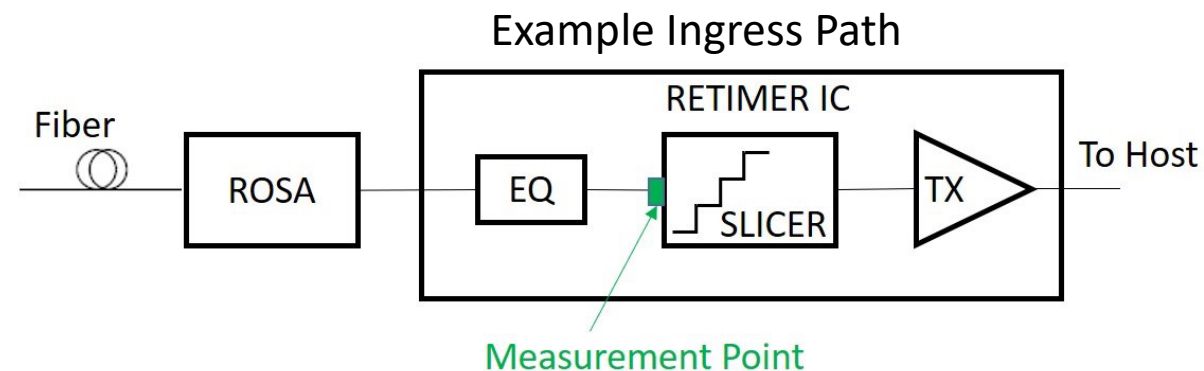 Example Ingress Path
RETIMER IC
Fiber
To Host
ROSA
EQ
TX
SLICER
Measurement Point